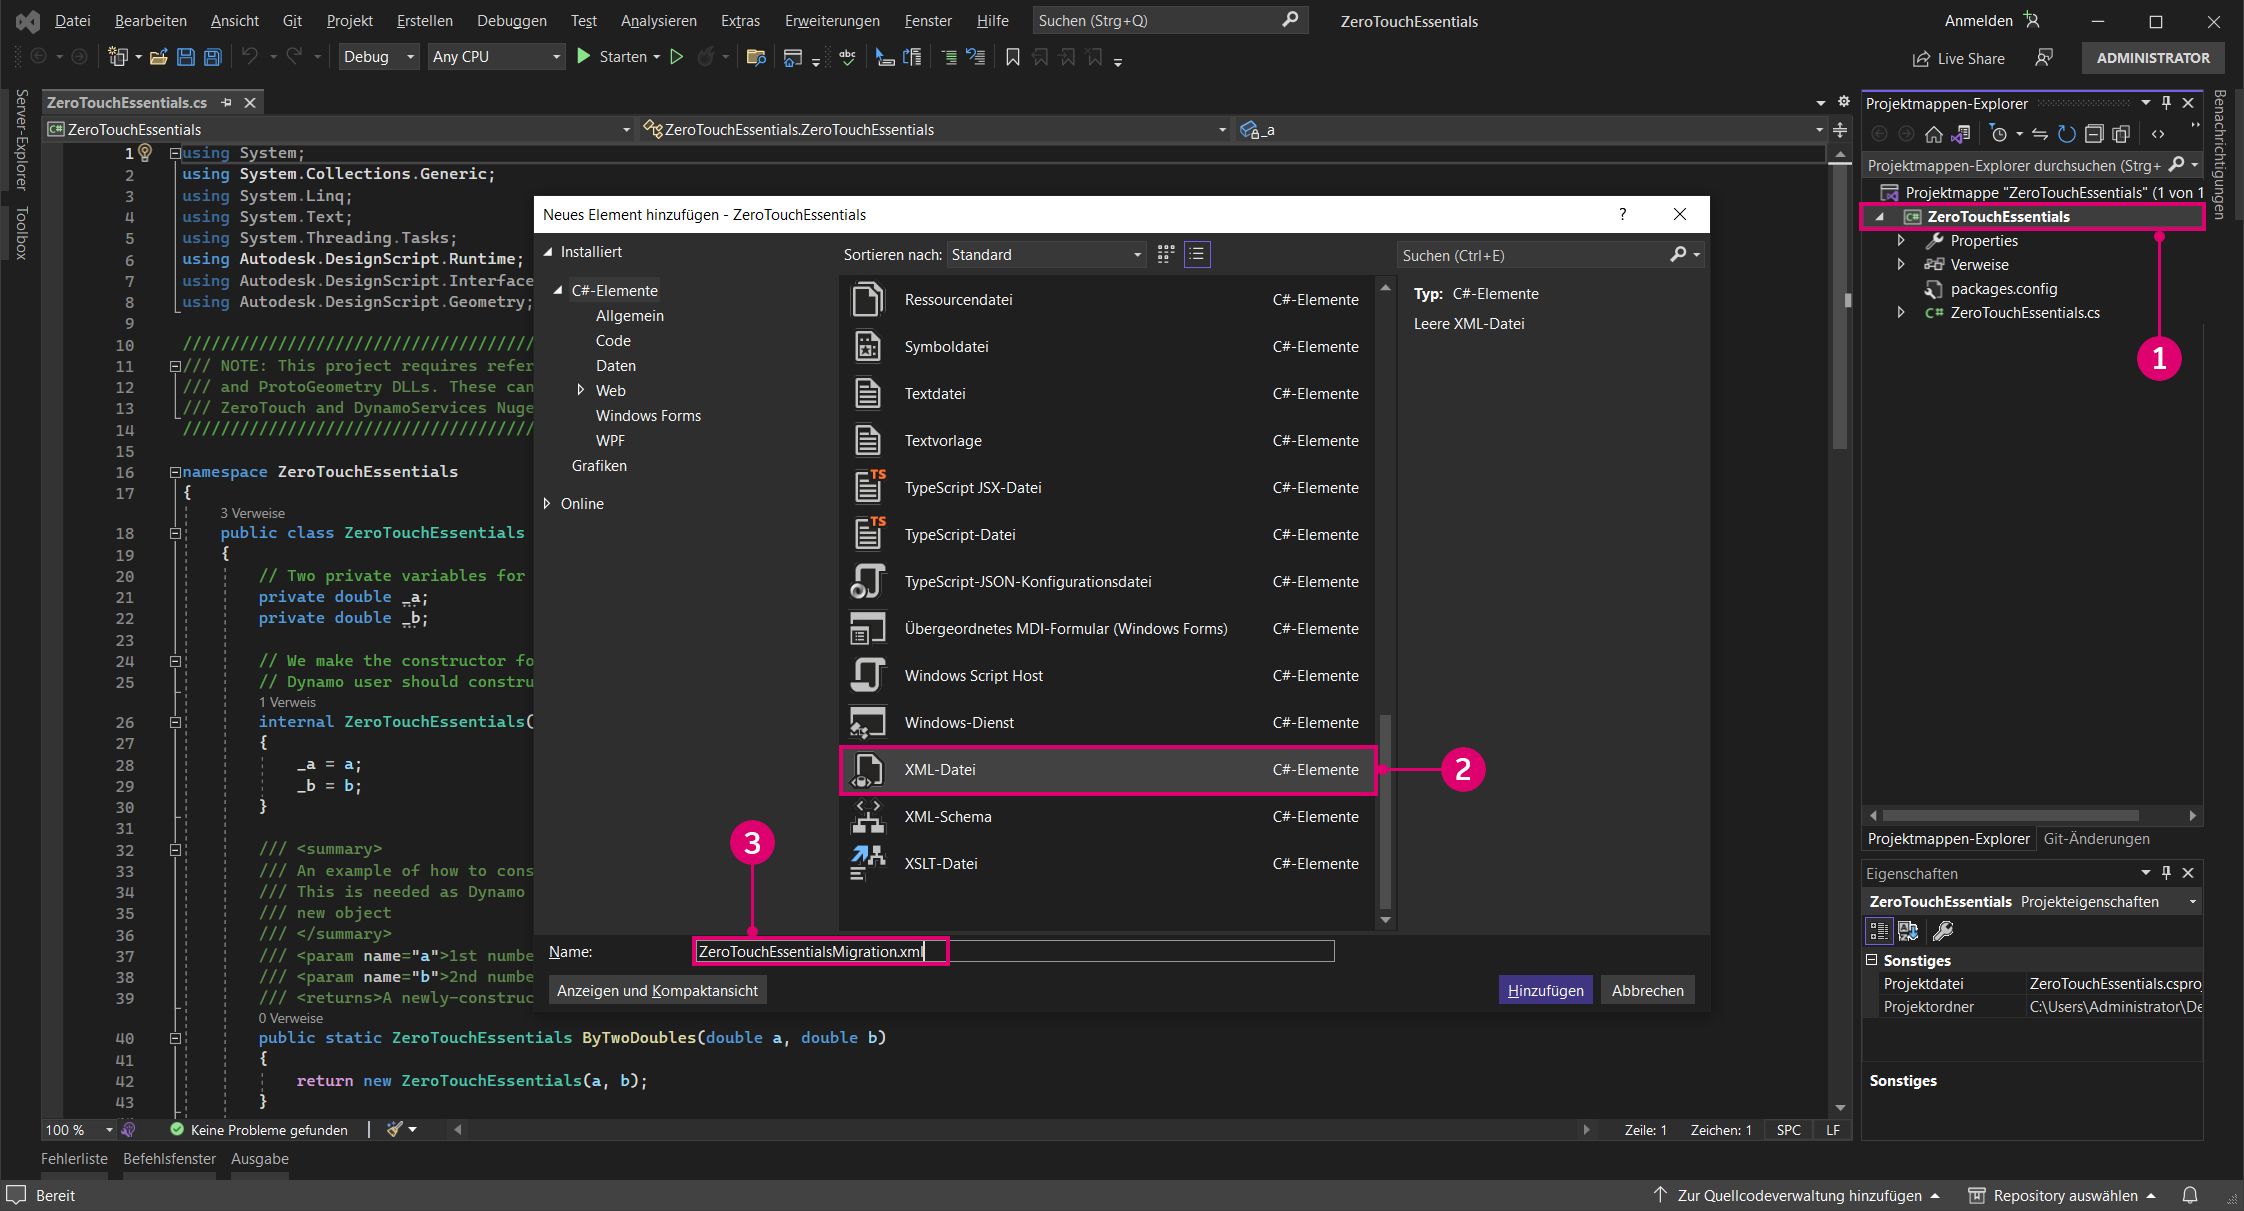 Datei Bearbeiten Ansicht Git Projekt Erstellen Debuggen Test Analysieren Extras Erweiterungen Fenster Hilfe Suchen (Strg+Q) ZeroTouchEssentials Anmelden
Debug Any CPU Starten Live Share ADMINISTRATOR
Server-Explorer
Toolbox
ZeroTouchEssentials.cs
ZeroTouchEssentials ZeroTouchEssentials.ZeroTouchEssentials _a
1 using System;
2 using System.Collections.Generic;
3 using System.Linq;
4 using System.Text;
5 using System.Threading.Tasks;
6 using Autodesk.DesignScript.Runtime;
7 using Autodesk.DesignScript.Interface
8 using Autodesk.DesignScript.Geometry;
9
10 /////////////////////////////////////
11 /// NOTE: This project requires refer
12 /// and ProtoGeometry DLLs. These can
13 /// ZeroTouch and DynamoServices Nuge
14 /////////////////////////////////////
15
16 namespace ZeroTouchEssentials
17 {
3 Verweise
18 public class ZeroTouchEssentials
19 {
20 // Two private variables for
21 private double _a;
22 private double _b;
23
24 // We make the constructor fo
25 // Dynamo user should constru
1 Verweis
26 internal ZeroTouchEssentials(
27 {
28 _a = a;
29 _b = b;
30 }
31
32 /// <summary>
33 /// An example of how to cons
34 /// This is needed as Dynamo
35 /// new object
36 /// </summary>
37 /// <param name="a">1st numbe
38 /// <param name="b">2nd numbe
39 /// <returns>A newly-construc
0 Verweise
40 public static ZeroTouchEssentials ByTwoDoubles(double a, double b)
41 {
42 return new ZeroTouchEssentials(a, b);
43 }
100 % Keine Probleme gefunden Zeile: 1 Zeichen: 1 SPC LF
Fehlerliste Befehlsfenster Ausgabe
Bereit Zur Quellcodeverwaltung hinzufügen Repository auswählen
Neues Element hinzufügen - ZeroTouchEssentials ?
Installiert
C#-Elemente
Allgemein
Code
Daten
Web
Windows Forms
WPF
Grafiken
Online
Sortieren nach: Standard
Suchen (Ctrl+E)
Ressourcendatei C#-Elemente
Symboldatei C#-Elemente
Textdatei C#-Elemente
Textvorlage C#-Elemente
TS TypeScript JSX-Datei C#-Elemente
TS TypeScript-Datei C#-Elemente
TypeScript-JSON-Konfigurationsdatei C#-Elemente
Übergeordnetes MDI-Formular (Windows Forms) C#-Elemente
Windows Script Host C#-Elemente
Windows-Dienst C#-Elemente
XML-Datei C#-Elemente
XML-Schema C#-Elemente
XSLT-Datei C#-Elemente
Typ: C#-Elemente
Leere XML-Datei
2
3
Name: ZeroTouchEssentialsMigration.xml
Anzeigen und Kompaktansicht Hinzufügen Abbrechen
Projektmappen-Explorer
Projektmappen-Explorer durchsuchen (Strg+
Projektmappe "ZeroTouchEssentials" (1 von 1
C# ZeroTouchEssentials
Properties
Verweise
packages.config
C# ZeroTouchEssentials.cs
1
Projektmappen-Explorer Git-Änderungen
Eigenschaften
ZeroTouchEssentials Projekteigenschaften
Sonstiges
Projektdatei ZeroTouchEssentials.csproj
Projektordner C:\Users\Administrator\De
Sonstiges
Benachrichtigungen